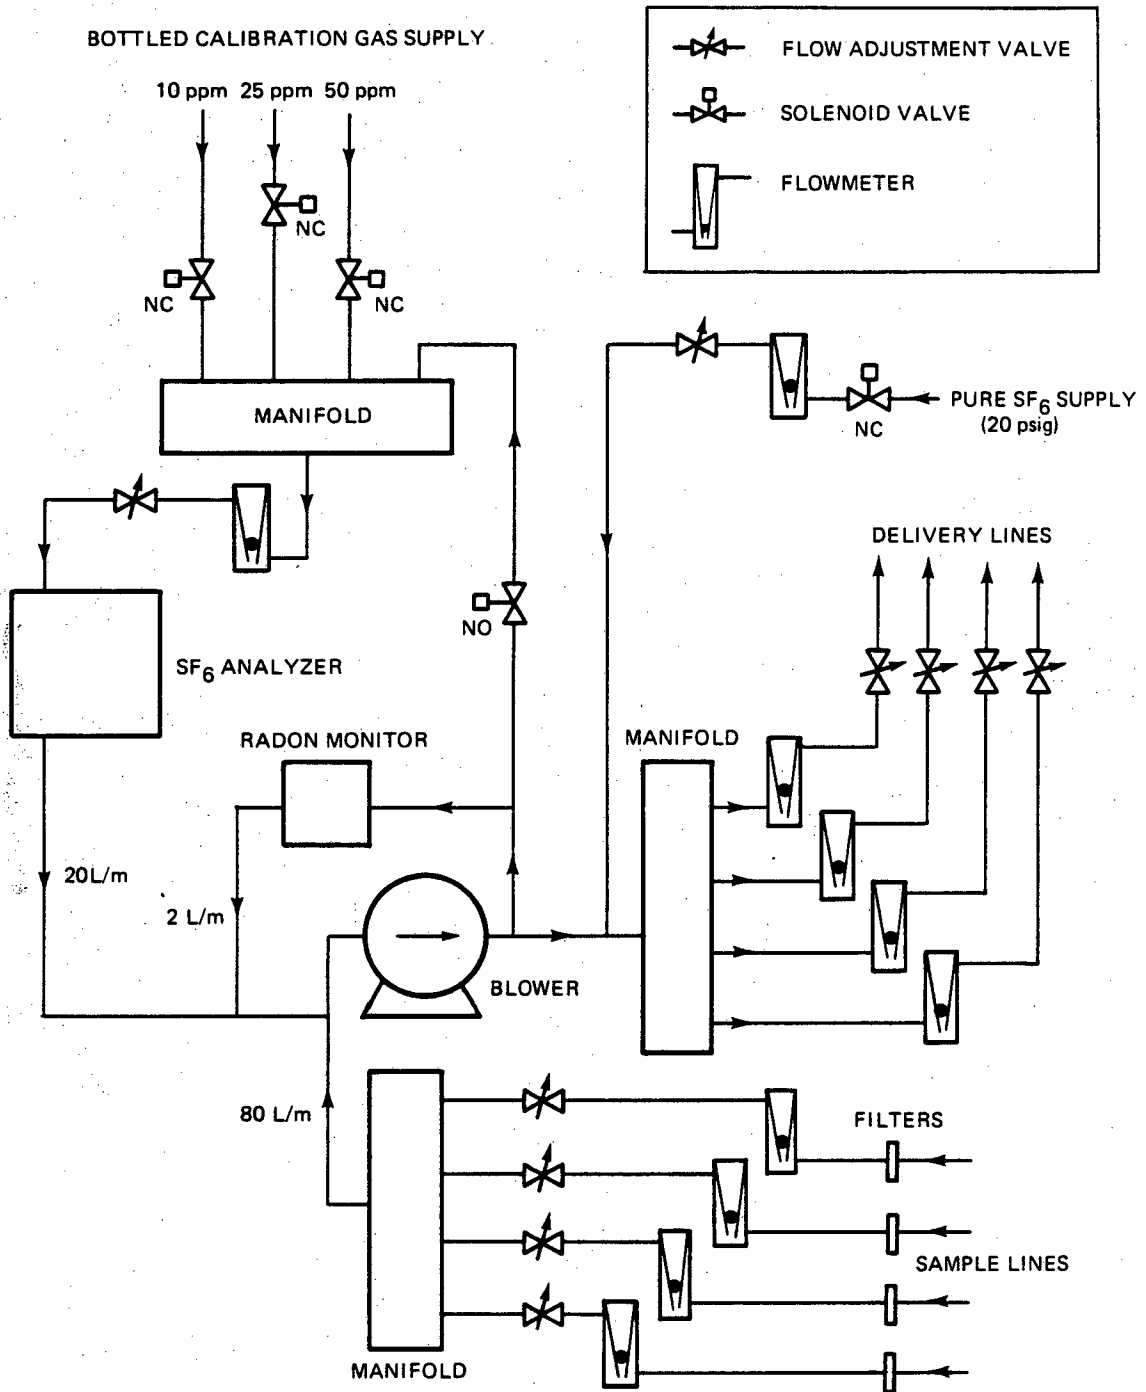 BOTTLED CALIBRATION GAS SUPPLY
10 ppm 25 ppm 50 ppm
FLOW ADJUSTMENT VALVE
SOLENOID VALVE
FLOWMETER
NC
NC
NC
MANIFOLD
PURE SF6 SUPPLY
(20 psig)
NC
DELIVERY LINES
NO
SF6 ANALYZER
RADON MONITOR
MANIFOLD
20L/m
2 L/m
BLOWER
80 L/m
FILTERS
SAMPLE LINES
MANIFOLD